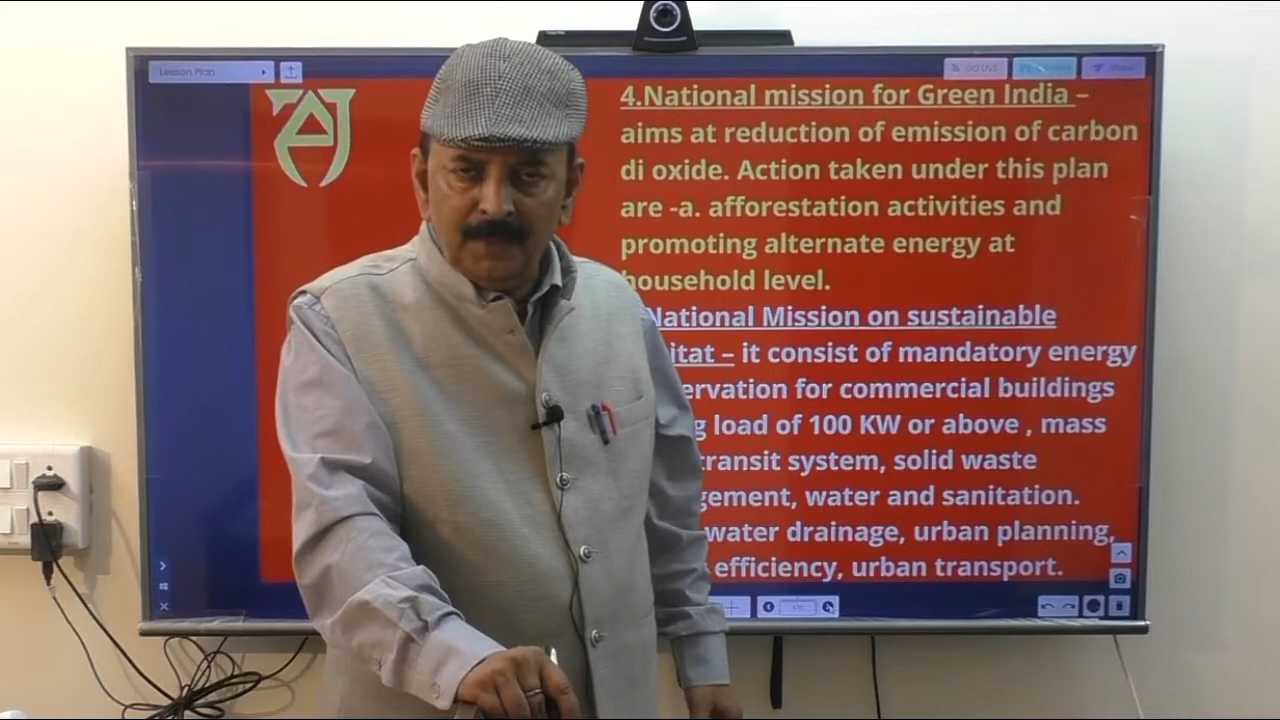 Lesson Plan
GO LIVE
4.National mission for Green India –
aims at reduction of emission of carbon
di oxide. Action taken under this plan
are -a. afforestation activities and
promoting alternate energy at
household level.
National Mission on sustainable
itat – it consist of mandatory energy
ervation for commercial buildings
g load of 100 KW or above , mass
transit system, solid waste
gement, water and sanitation.
water drainage, urban planning,
efficiency, urban transport.